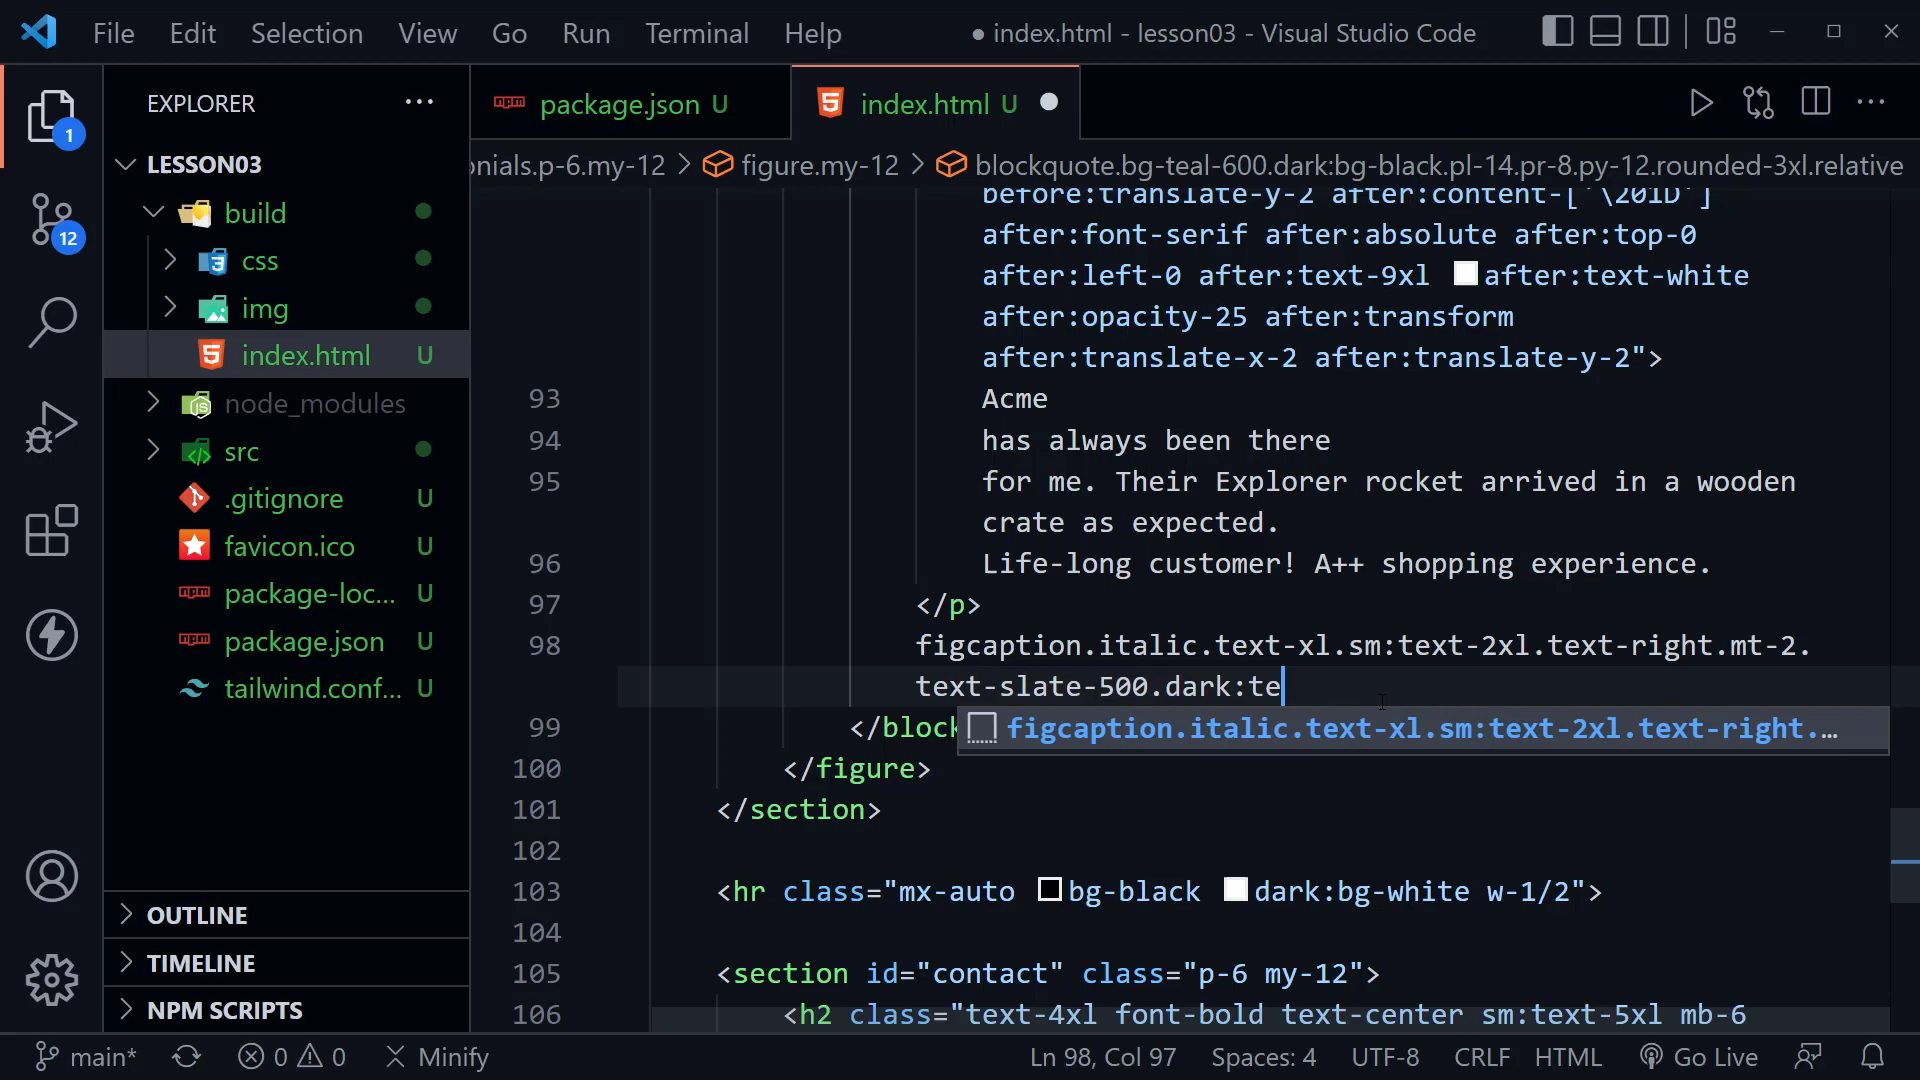 File Edit Selection View Go Run Terminal Help
● index.html - lesson03 - Visual Studio Code
EXPLORER
package.json U
index.html U
onials.p-6.my-12 > figure.my-12 > blockquote.bg-teal-600.dark:bg-black.pl-14.pr-8.py-12.rounded-3xl.relative
1
12
LESSON03
build
css
img
index.html U
node_modules
src
.gitignore U
favicon.ico U
package-loc... U
package.json U
tailwind.conf... U
OUTLINE
TIMELINE
NPM SCRIPTS
before:translate-y-2 after:content-['\201D']
after:font-serif after:absolute after:top-0
after:left-0 after:text-9xl after:text-white
after:opacity-25 after:transform
after:translate-x-2 after:translate-y-2">
93 Acme
94 has always been there
95 for me. Their Explorer rocket arrived in a wooden
crate as expected.
96 Life-long customer! A++ shopping experience.
97 </p>
98 figcaption.italic.text-xl.sm:text-2xl.text-right.mt-2.
text-slate-500.dark:te
99 </block
figcaption.italic.text-xl.sm:text-2xl.text-right.…
100 </figure>
101 </section>
102
103 <hr class="mx-auto bg-black dark:bg-white w-1/2">
104
105 <section id="contact" class="p-6 my-12">
106 <h2 class="text-4xl font-bold text-center sm:text-5xl mb-6
main* 0 0 Minify
Ln 98, Col 97 Spaces: 4 UTF-8 CRLF HTML Go Live